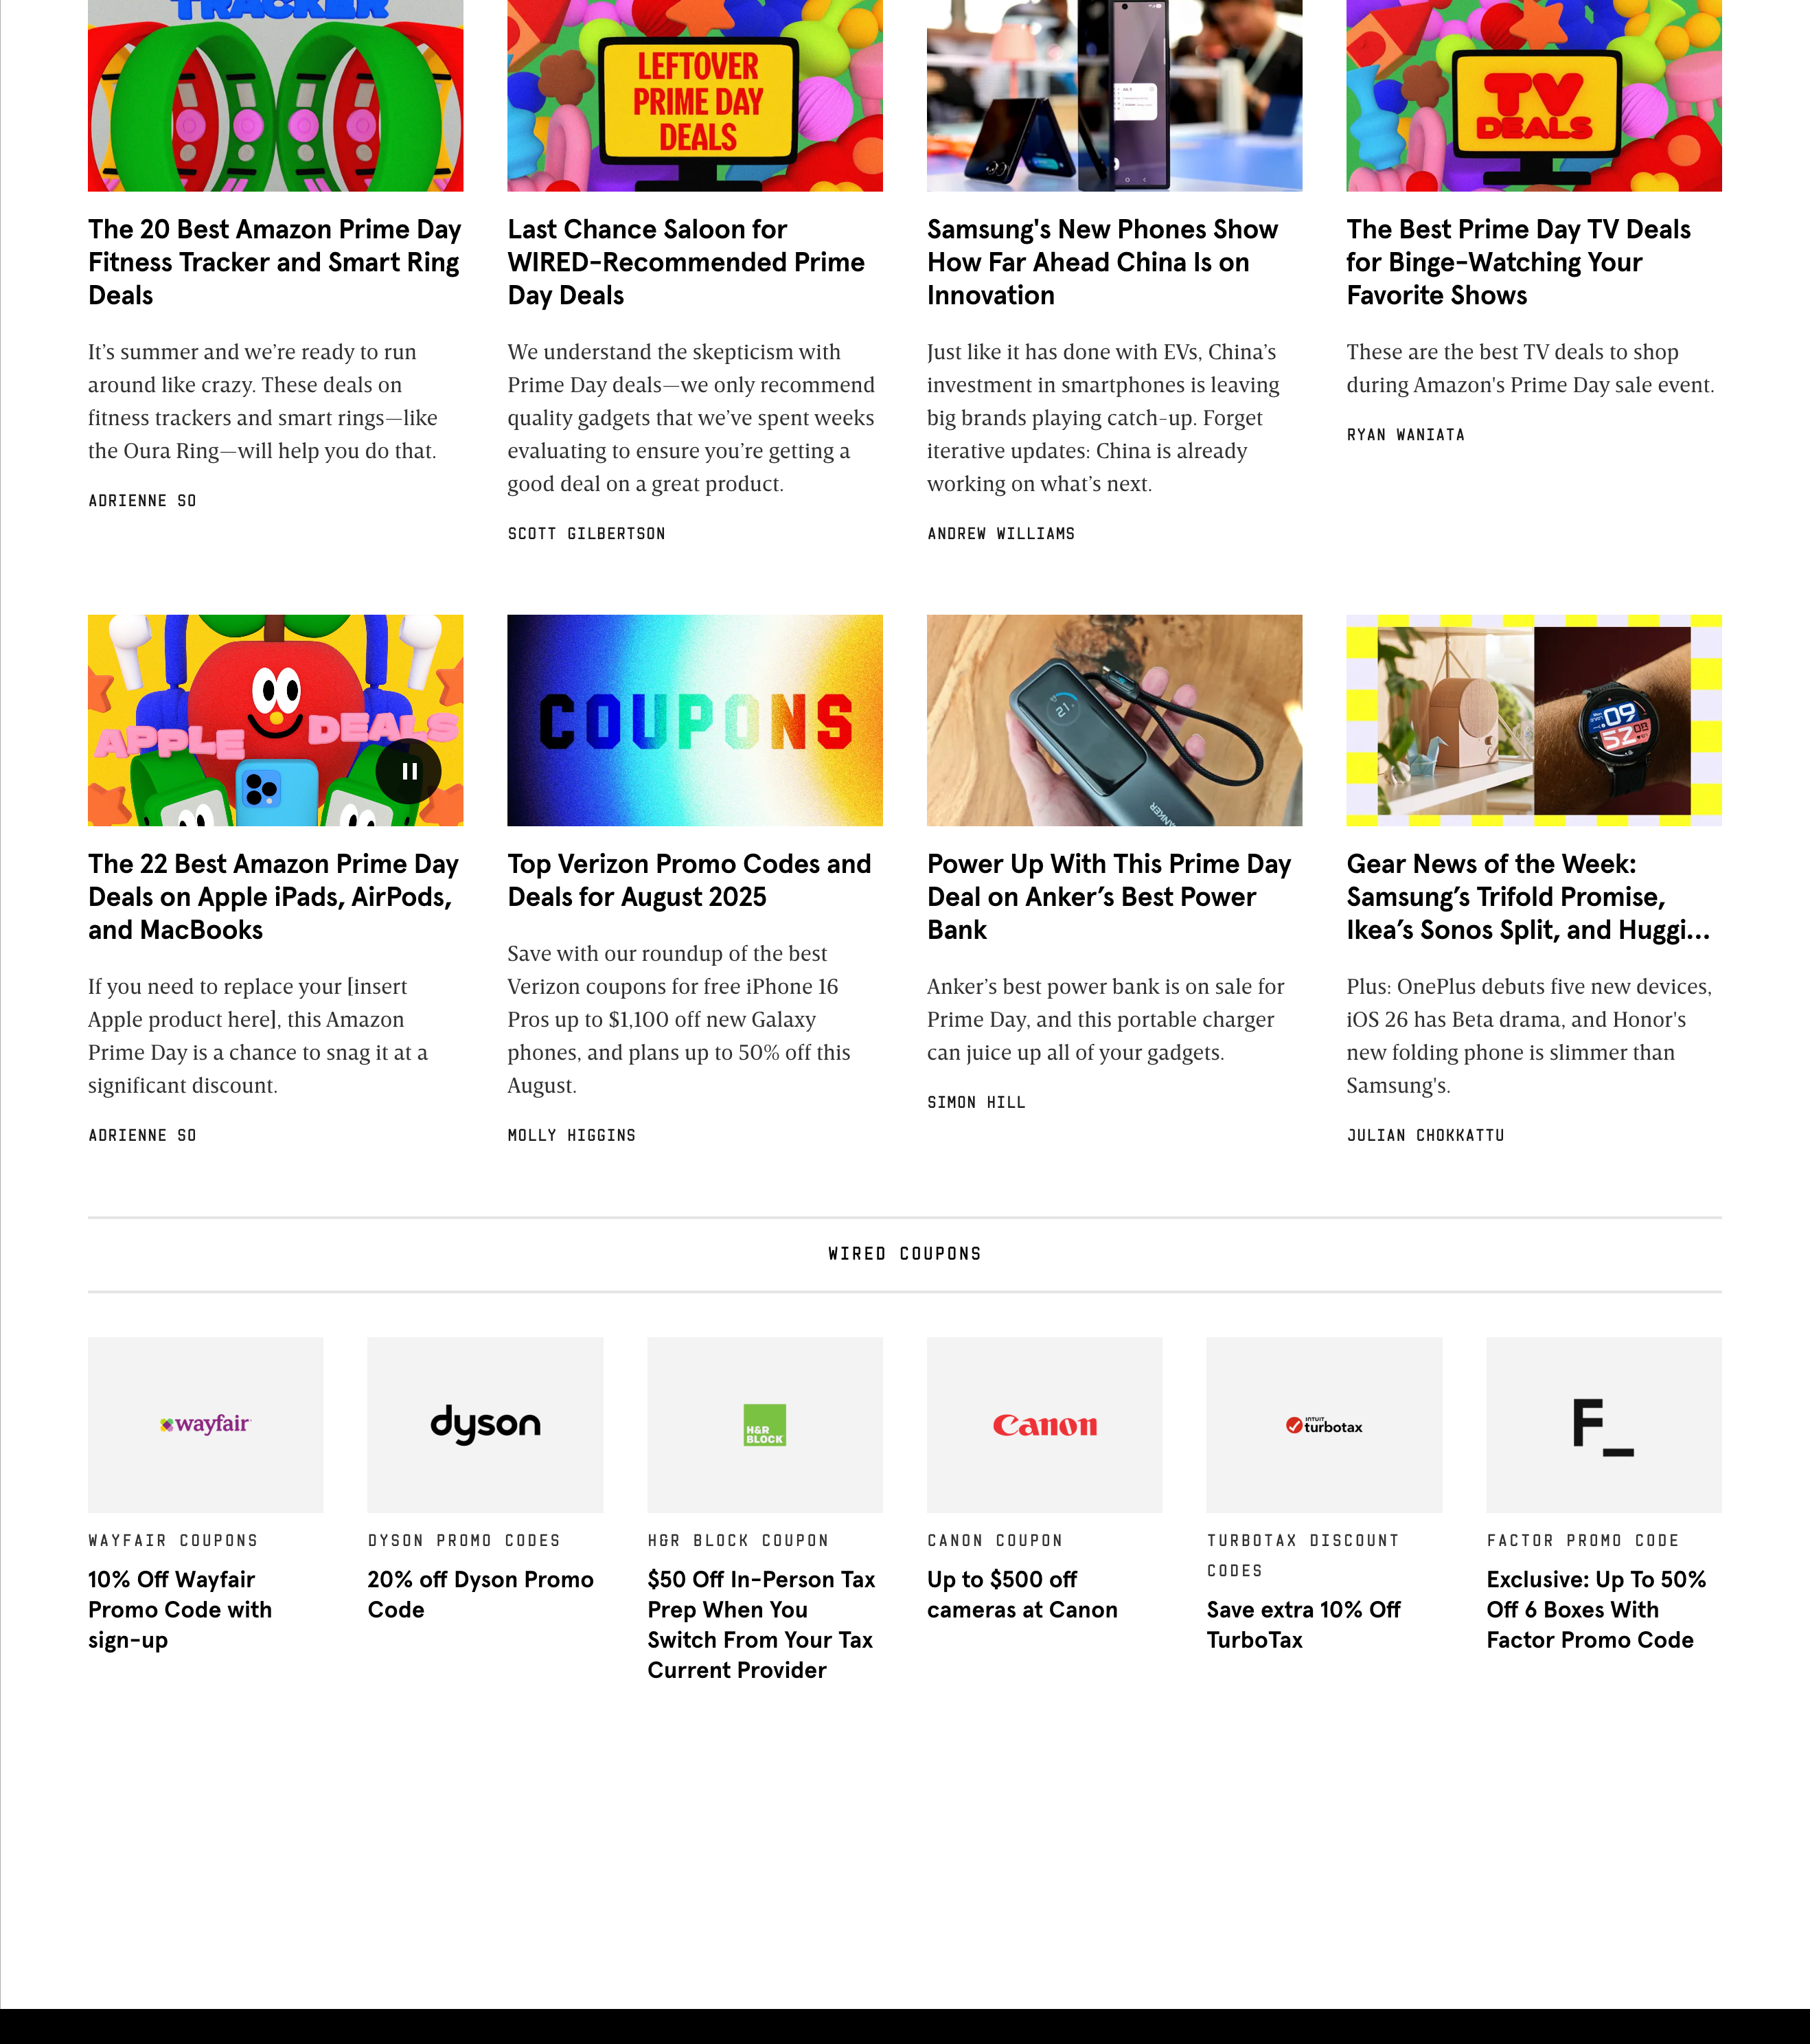 TRACKER
LEFTOVER
PRIME DAY
DEALS
TV
DEALS
The 20 Best Amazon Prime Day
Fitness Tracker and Smart Ring
Deals
It’s summer and we’re ready to run
around like crazy. These deals on
fitness trackers and smart rings—like
the Oura Ring—will help you do that.
ADRIENNE SO
Last Chance Saloon for
WIRED-Recommended Prime
Day Deals
We understand the skepticism with
Prime Day deals—we only recommend
quality gadgets that we’ve spent weeks
evaluating to ensure you’re getting a
good deal on a great product.
SCOTT GILBERTSON
Samsung's New Phones Show
How Far Ahead China Is on
Innovation
Just like it has done with EVs, China’s
investment in smartphones is leaving
big brands playing catch-up. Forget
iterative updates: China is already
working on what’s next.
ANDREW WILLIAMS
The Best Prime Day TV Deals
for Binge-Watching Your
Favorite Shows
These are the best TV deals to shop
during Amazon's Prime Day sale event.
RYAN WANIATA
APPLE DEALS
The 22 Best Amazon Prime Day
Deals on Apple iPads, AirPods,
and MacBooks
If you need to replace your [insert
Apple product here], this Amazon
Prime Day is a chance to snag it at a
significant discount.
ADRIENNE SO
COUPONS
Top Verizon Promo Codes and
Deals for August 2025
Save with our roundup of the best
Verizon coupons for free iPhone 16
Pros up to $1,100 off new Galaxy
phones, and plans up to 50% off this
August.
MOLLY HIGGINS
ANKER
Power Up With This Prime Day
Deal on Anker’s Best Power
Bank
Anker’s best power bank is on sale for
Prime Day, and this portable charger
can juice up all of your gadgets.
SIMON HILL
09
52
Gear News of the Week:
Samsung’s Trifold Promise,
Ikea’s Sonos Split, and Huggi...
Plus: OnePlus debuts five new devices,
iOS 26 has Beta drama, and Honor's
new folding phone is slimmer than
Samsung's.
JULIAN CHOKKATTU
WIRED COUPONS
wayfair
WAYFAIR COUPONS
10% Off Wayfair
Promo Code with
sign-up
dyson
DYSON PROMO CODES
20% off Dyson Promo
Code
H&R
BLOCK
H&R BLOCK COUPON
$50 Off In-Person Tax
Prep When You
Switch From Your Tax
Current Provider
Canon
CANON COUPON
Up to $500 off
cameras at Canon
INTUIT
turbotax
TURBOTAX DISCOUNT
CODES
Save extra 10% Off
TurboTax
F_
FACTOR PROMO CODE
Exclusive: Up To 50%
Off 6 Boxes With
Factor Promo Code